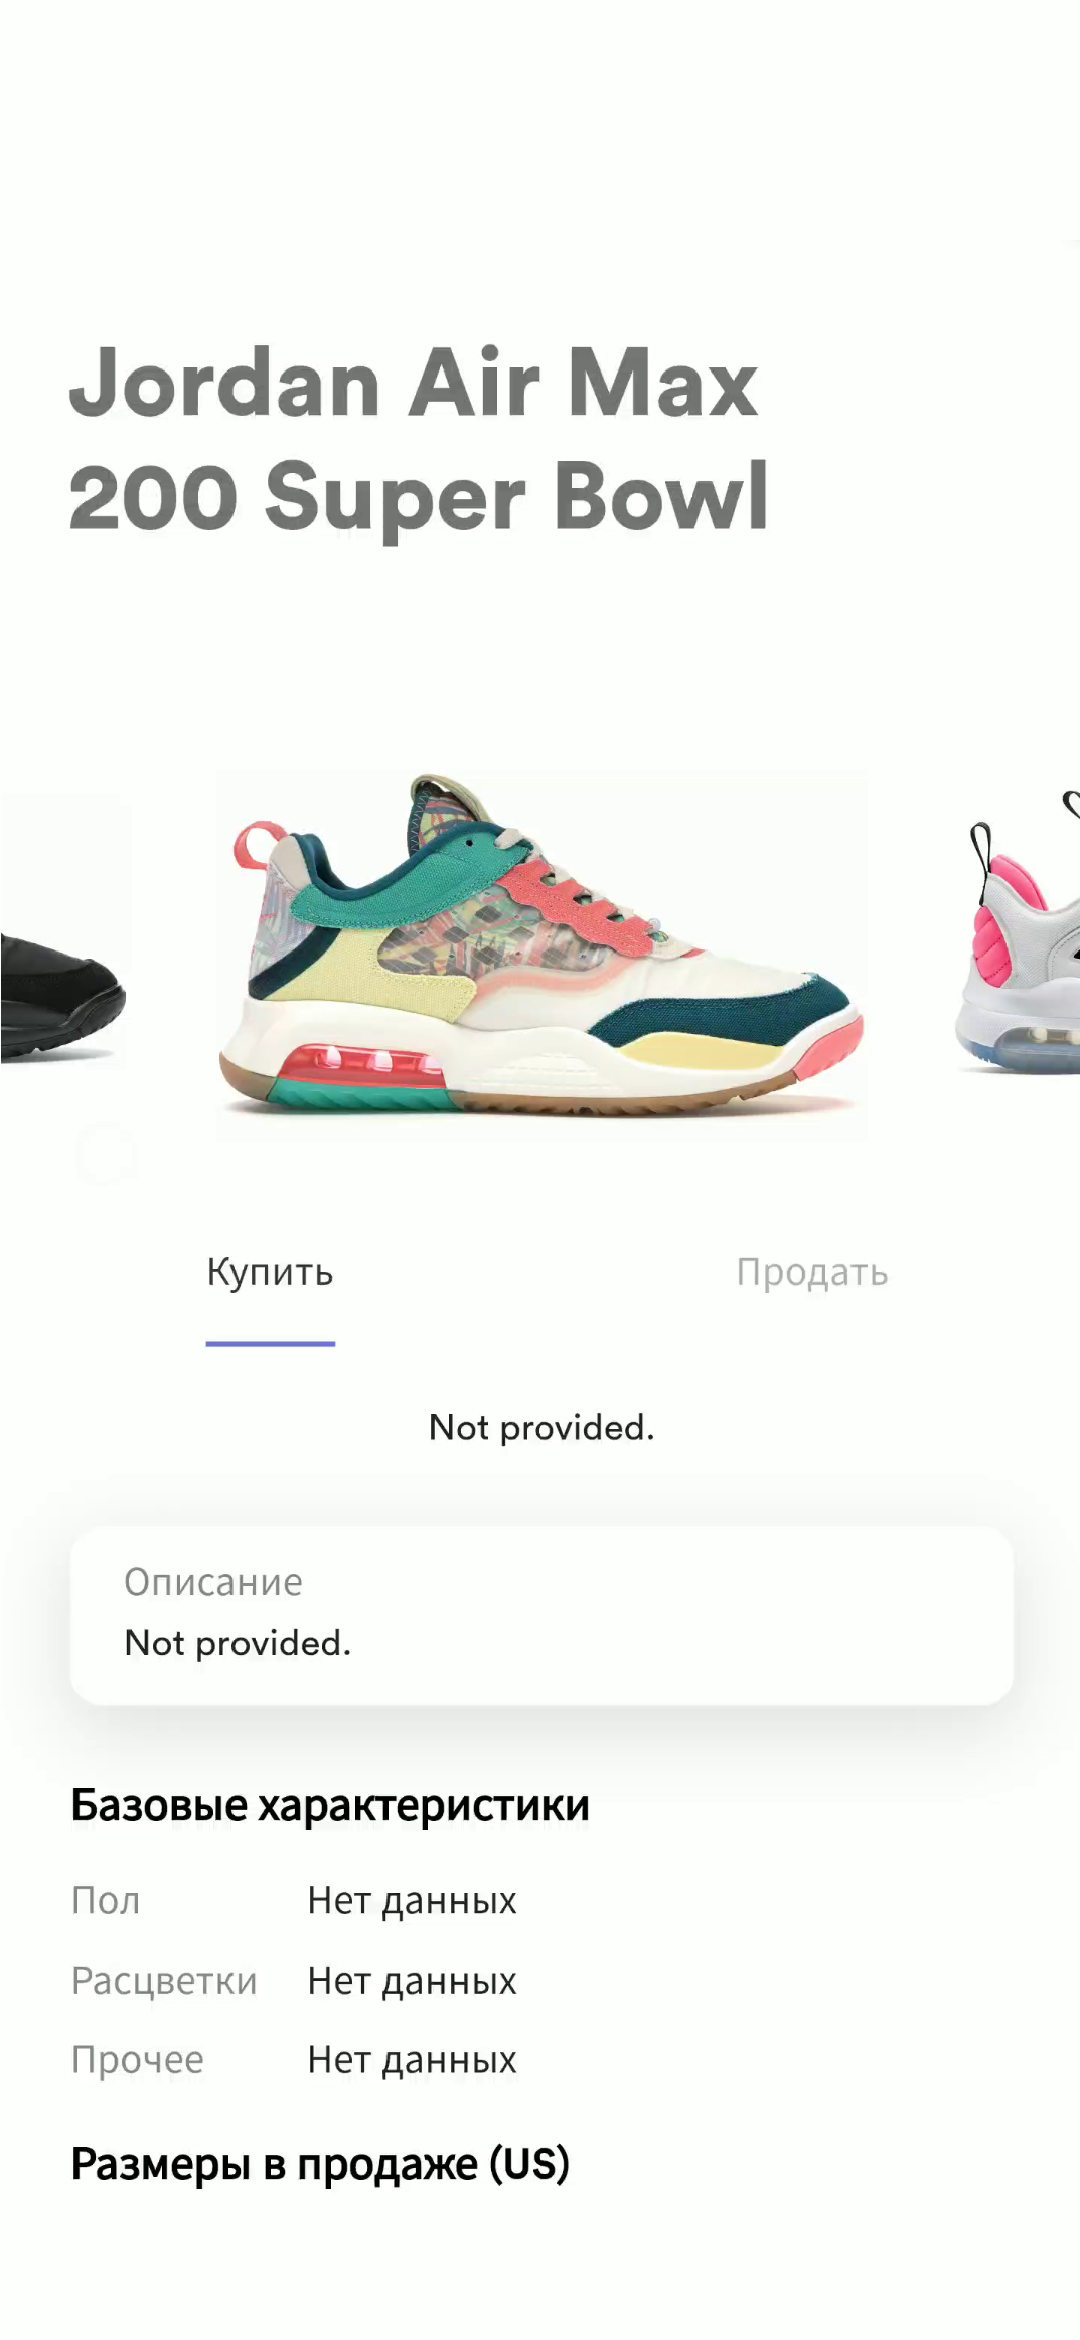 Jordan Air Max
200 Super Bowl
Купить
Продать
Not provided.
Описание
Not provided.
Базовые характеристики
Пол Нет данных
Расцветки Нет данных
Прочее Нет данных
Размеры в продаже (US)